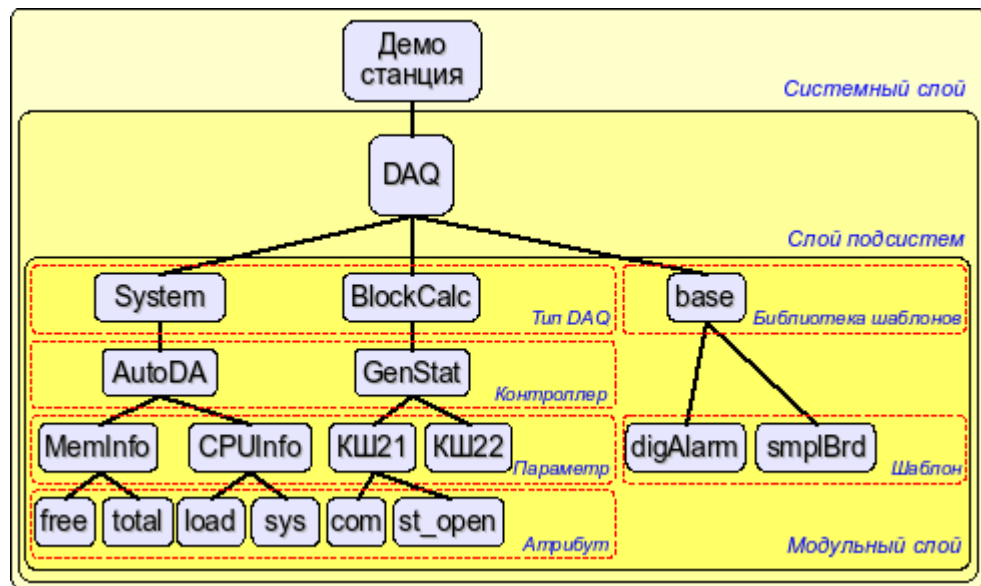 Демо
станция
Системный слой
DAQ
Слой подсистем
System
BlockCalc
base
Тип DAQ
Библиотека шаблонов
AutoDA
GenStat
Контроллер
MemInfo
CPUInfo
КШ21
КШ22
digAlarm
smplBrd
Параметр
Шаблон
free
total
load
sys
com
st_open
Атрибут
Модульный слой